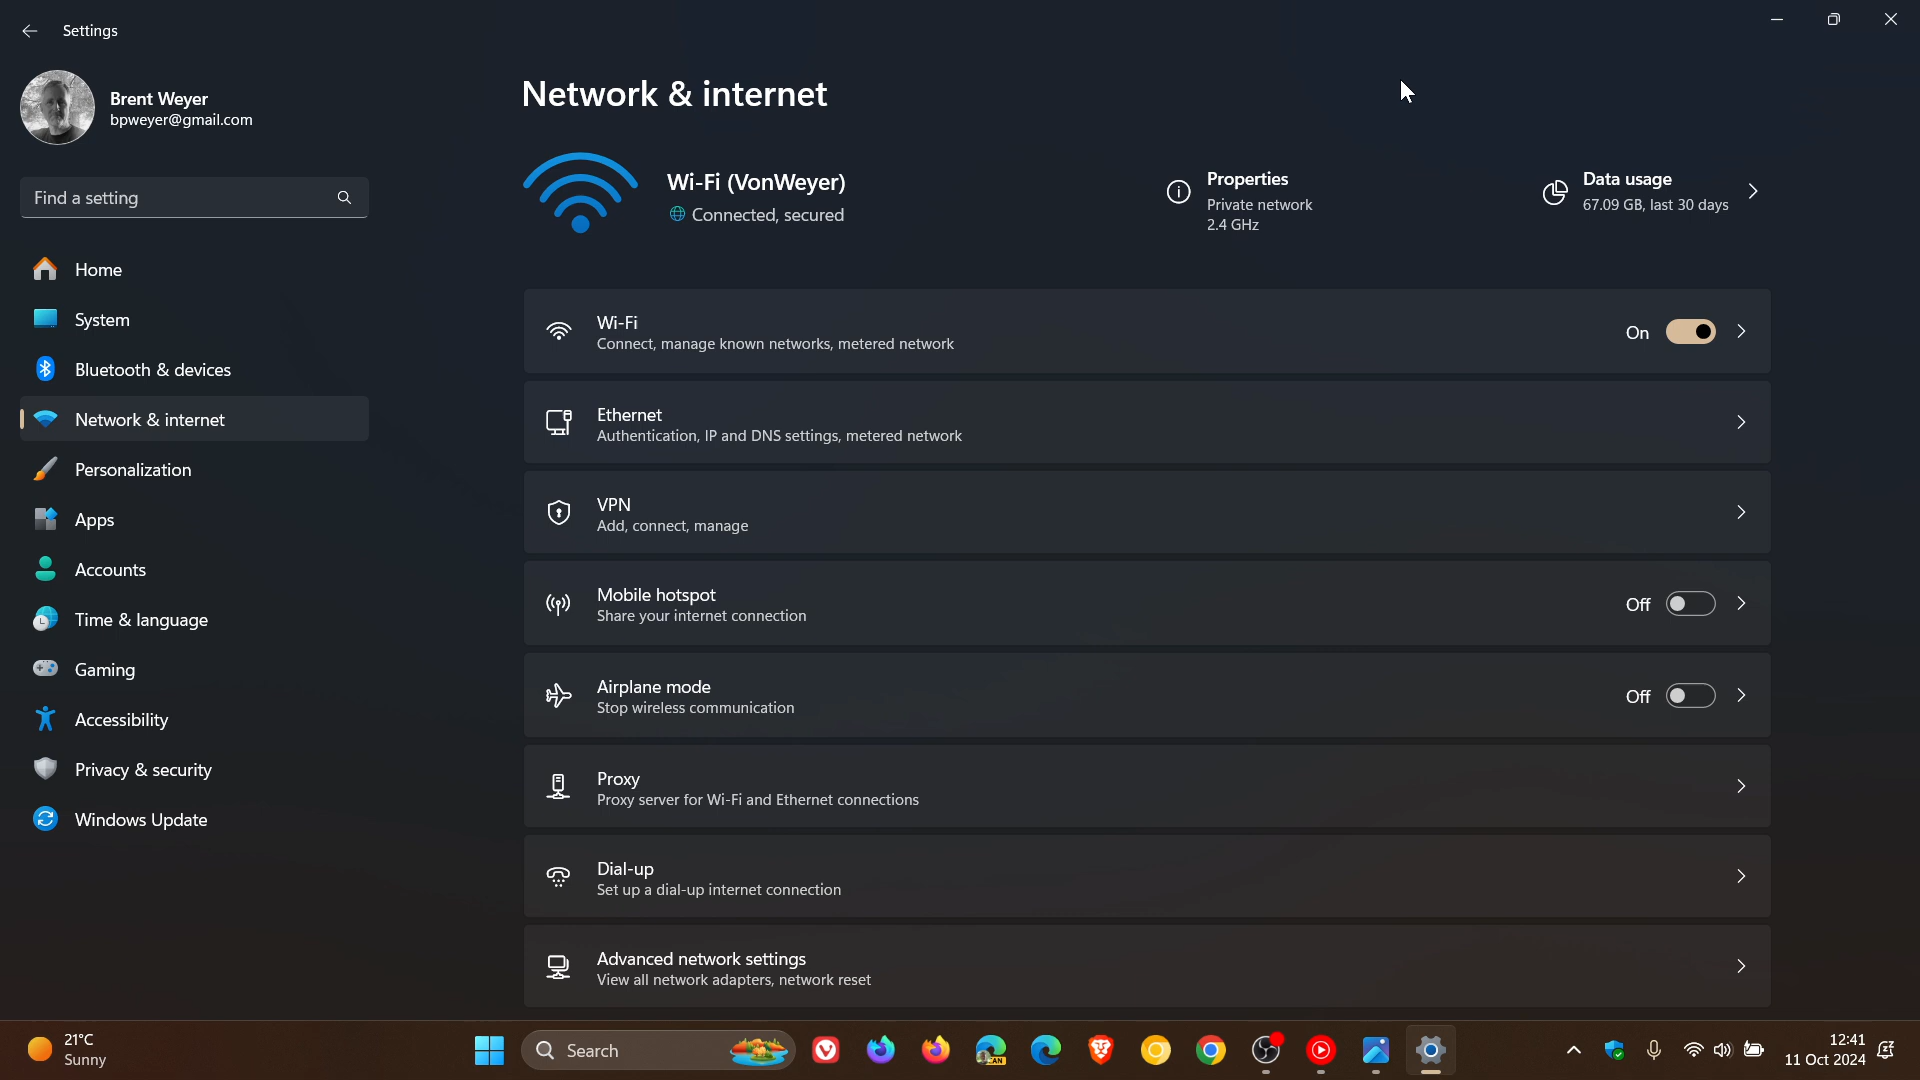 Settings
Brent Weyer
bpweyer@gmail.com
Find a setting
Home
System
Bluetooth & devices
Network & internet
Personalization
Apps
Accounts
Time & language
Gaming
Accessibility
Privacy & security
Windows Update
Network & internet
Wi-Fi (VonWeyer)
Connected, secured
Properties
Private network
2.4 GHz
Data usage
67.09 GB, last 30 days
Wi-Fi
Connect, manage known networks, metered network
On
Ethernet
Authentication, IP and DNS settings, metered network
VPN
Add, connect, manage
Mobile hotspot
Share your internet connection
Off
Airplane mode
Stop wireless communication
Off
Proxy
Proxy server for Wi-Fi and Ethernet connections
Dial-up
Set up a dial-up internet connection
Advanced network settings
View all network adapters, network reset
21°C
Sunny
Search
CAN
12:41
11 Oct 2024